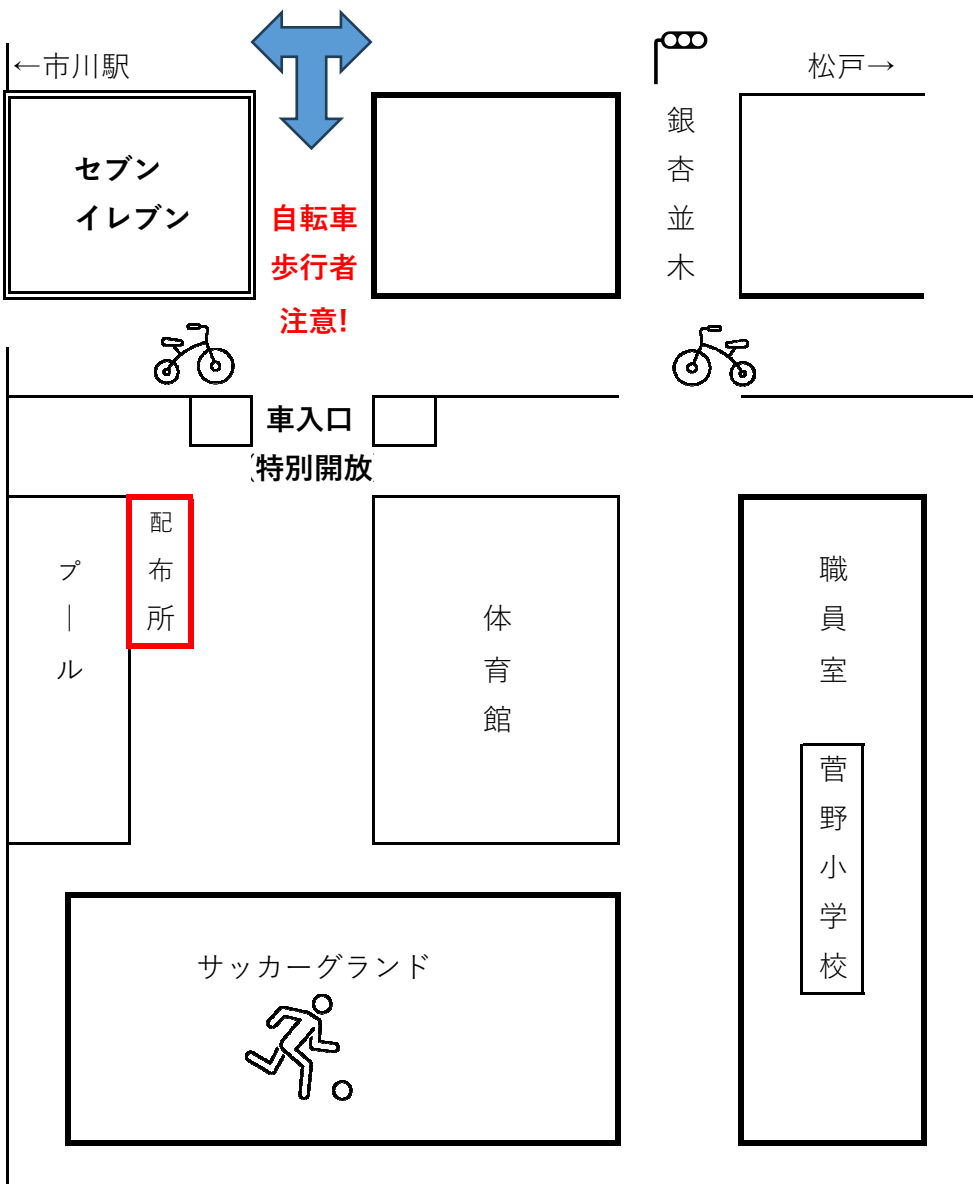 ←市川駅
松戸→
セブン
イレブン
自転車
歩行者
注意!
銀杏並木
車入口
(特別開放
プール
配布所
体育館
職員室
菅野小学校
サッカーグランド